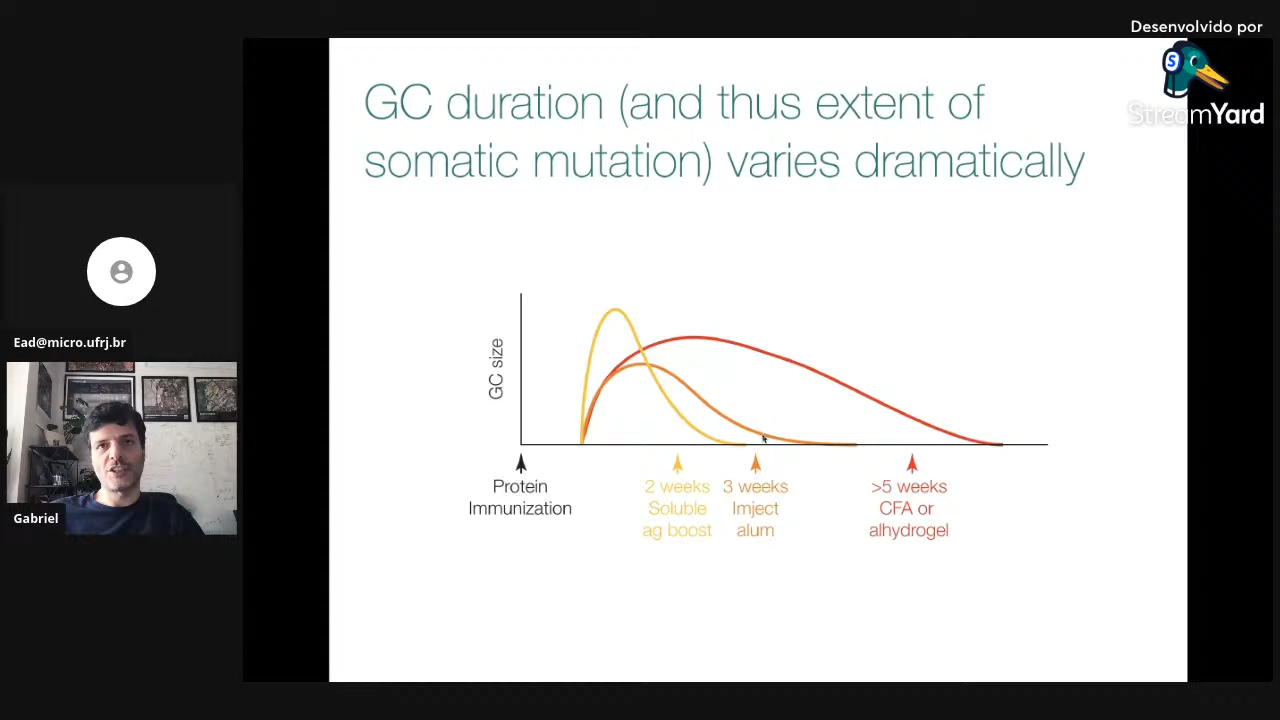 Desenvolvido por
StreamYard
GC duration (and thus extent of
somatic mutation) varies dramatically
GC size
Protein
Immunization
2 weeks
Soluble
ag boost
3 weeks
Imject
alum
>5 weeks
CFA or
alhydrogel
Ead@micro.ufrj.br
Gabriel